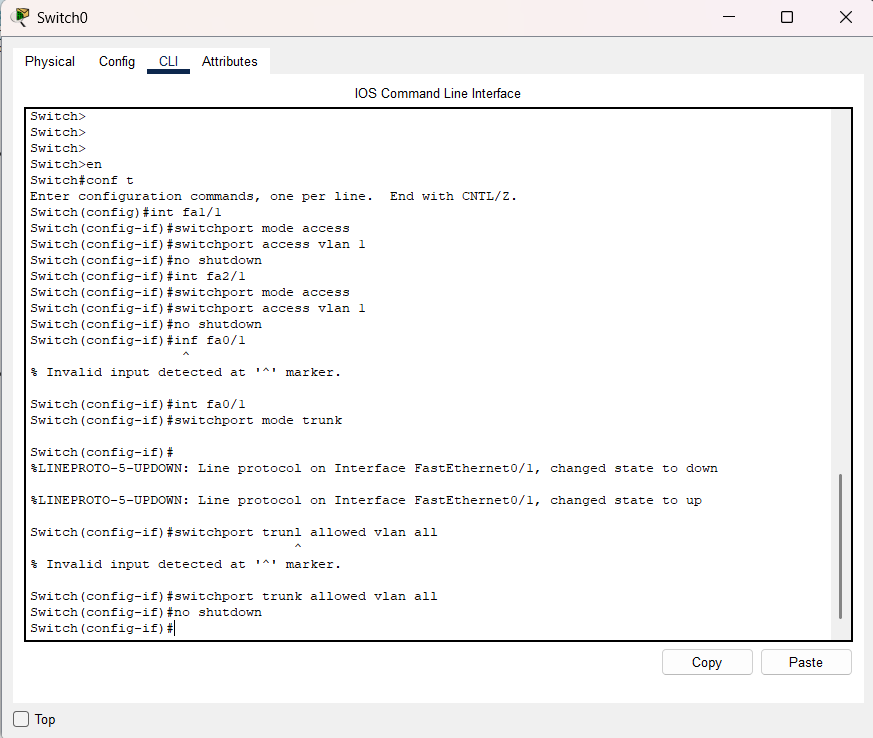 Switch0
Physical Config CLI Attributes
IOS Command Line Interface
Switch>
Switch>
Switch>
Switch>en
Switch#conf t
Enter configuration commands, one per line.  End with CNTL/Z.
Switch(config)#int fa1/1
Switch(config-if)#switchport mode access
Switch(config-if)#switchport access vlan 1
Switch(config-if)#no shutdown
Switch(config-if)#int fa2/1
Switch(config-if)#switchport mode access
Switch(config-if)#switchport access vlan 1
Switch(config-if)#no shutdown
Switch(config-if)#inf fa0/1
^
% Invalid input detected at '^' marker.
Switch(config-if)#int fa0/1
Switch(config-if)#switchport mode trunk
Switch(config-if)#
%LINEPROTO-5-UPDOWN: Line protocol on Interface FastEthernet0/1, changed state to down
%LINEPROTO-5-UPDOWN: Line protocol on Interface FastEthernet0/1, changed state to up
Switch(config-if)#switchport trunl allowed vlan all
^
% Invalid input detected at '^' marker.
Switch(config-if)#switchport trunk allowed vlan all
Switch(config-if)#no shutdown
Switch(config-if)#
Copy Paste
Top